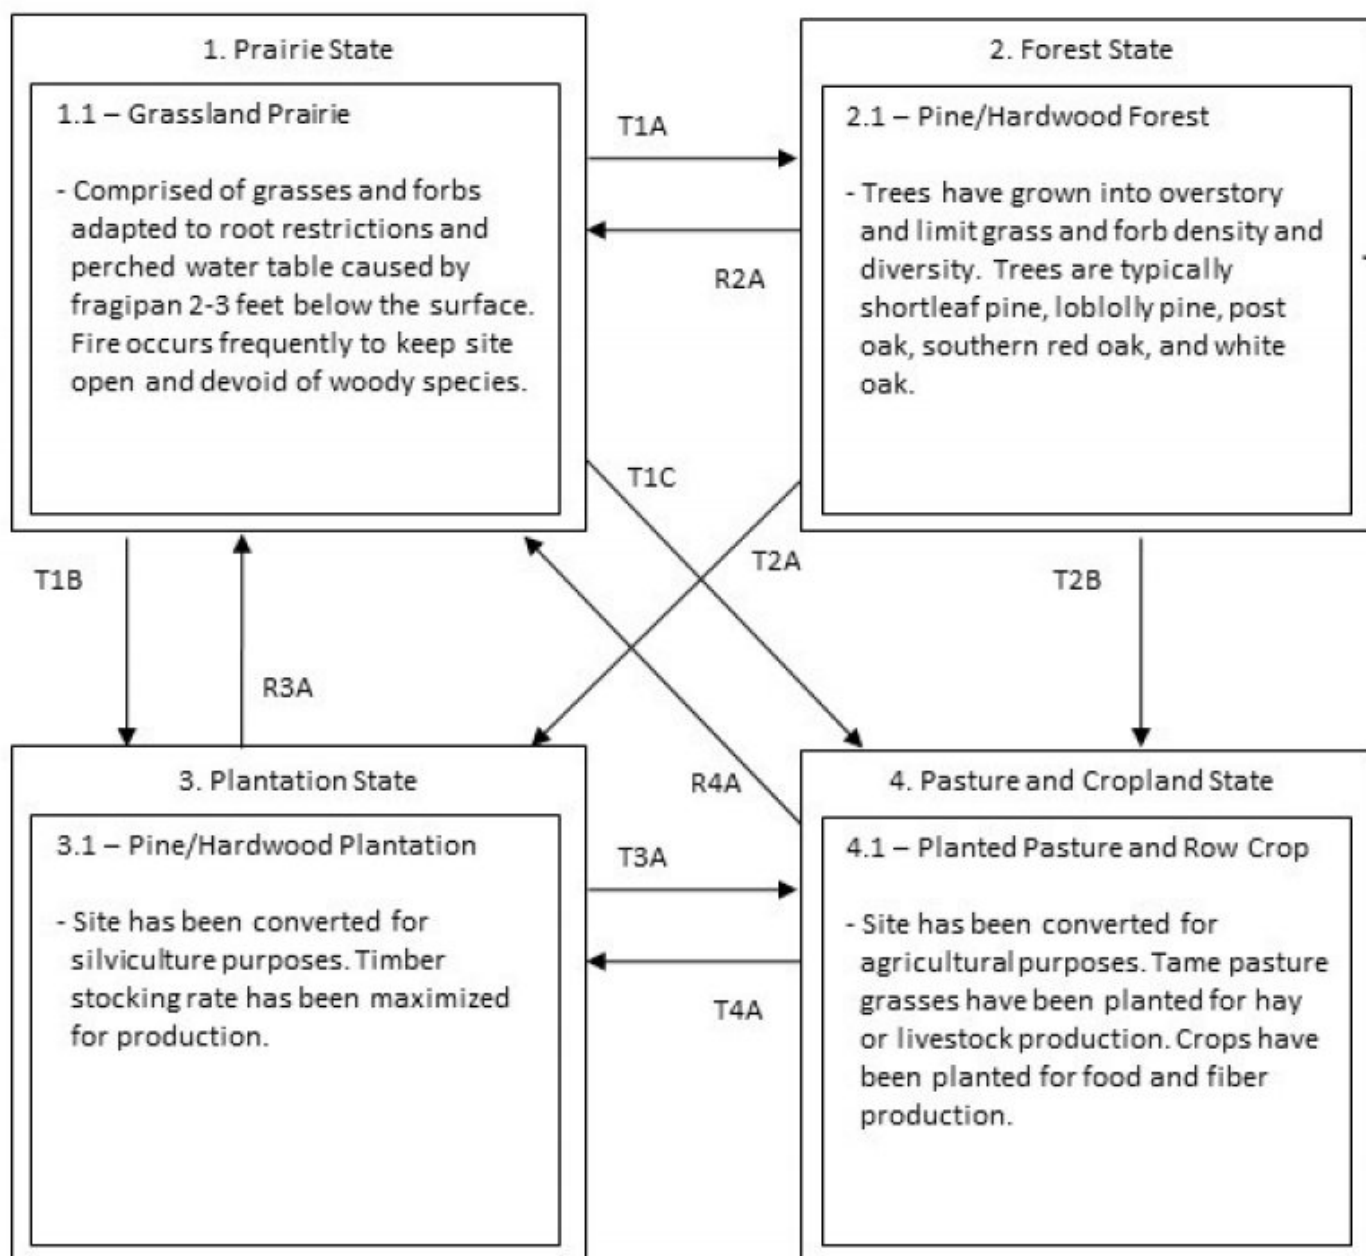 1. Prairie State
1.1 – Grassland Prairie
- Comprised of grasses and forbs
adapted to root restrictions and
perched water table caused by
fragipan 2-3 feet below the surface.
Fire occurs frequently to keep site
open and devoid of woody species.
T1A
R2A
2. Forest State
2.1 – Pine/Hardwood Forest
- Trees have grown into overstory
and limit grass and forb density and
diversity. Trees are typically
shortleaf pine, loblolly pine, post
oak, southern red oak, and white
oak.
T1C
T2A
T1B
T2B
R3A
R4A
3. Plantation State
3.1 – Pine/Hardwood Plantation
- Site has been converted for
silviculture purposes. Timber
stocking rate has been maximized
for production.
T3A
T4A
4. Pasture and Cropland State
4.1 – Planted Pasture and Row Crop
- Site has been converted for
agricultural purposes. Tame pasture
grasses have been planted for hay
or livestock production. Crops have
been planted for food and fiber
production.